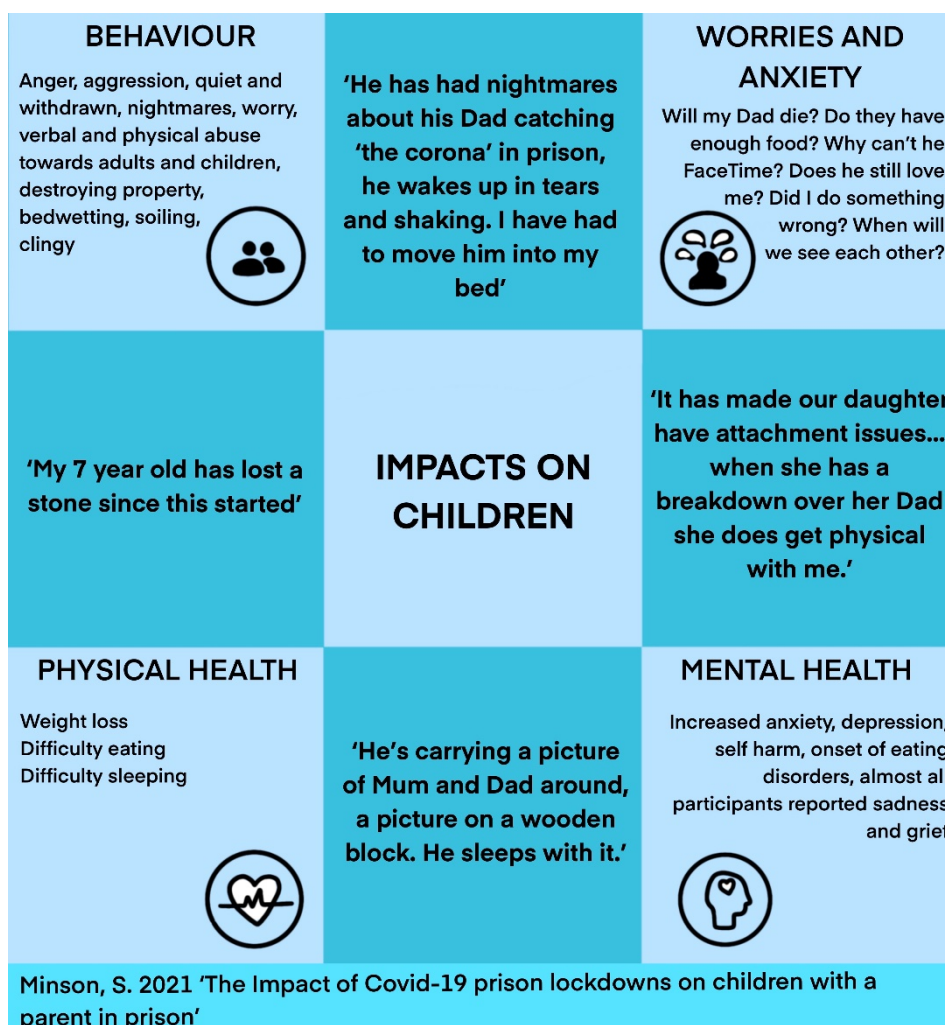 BEHAVIOUR
Anger, aggression, quiet and
withdrawn, nightmares, worry,
verbal and physical abuse
towards adults and children,
destroying property,
bedwetting, soiling,
clingy
'He has had nightmares
about his Dad catching
'the corona' in prison,
he wakes up in tears
and shaking. I have had
to move him into my
bed'
WORRIES AND
ANXIETY
Will my Dad die? Do they have
enough food? Why can't he
FaceTime? Does he still love
me? Did I do something
wrong? When will
we see each other?
'My 7 year old has lost a
stone since this started'
IMPACTS ON
CHILDREN
'It has made our daughter
have attachment issues...
when she has a
breakdown over her Dad
she does get physical
with me.'
PHYSICAL HEALTH
Weight loss
Difficulty eating
Difficulty sleeping
'He's carrying a picture
of Mum and Dad around,
a picture on a wooden
block. He sleeps with it.'
MENTAL HEALTH
Increased anxiety, depression,
self harm, onset of eating
disorders, almost all
participants reported sadness
and grief
Minson, S. 2021 'The Impact of Covid-19 prison lockdowns on children with a
parent in prison'